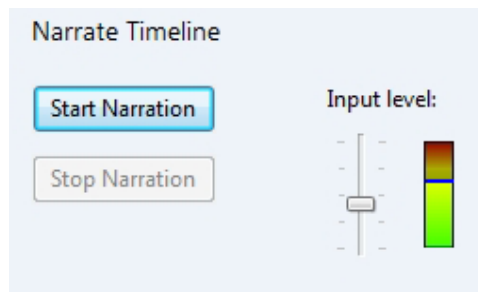 Narrate Timeline
Start Narration
Input level:
Stop Narration